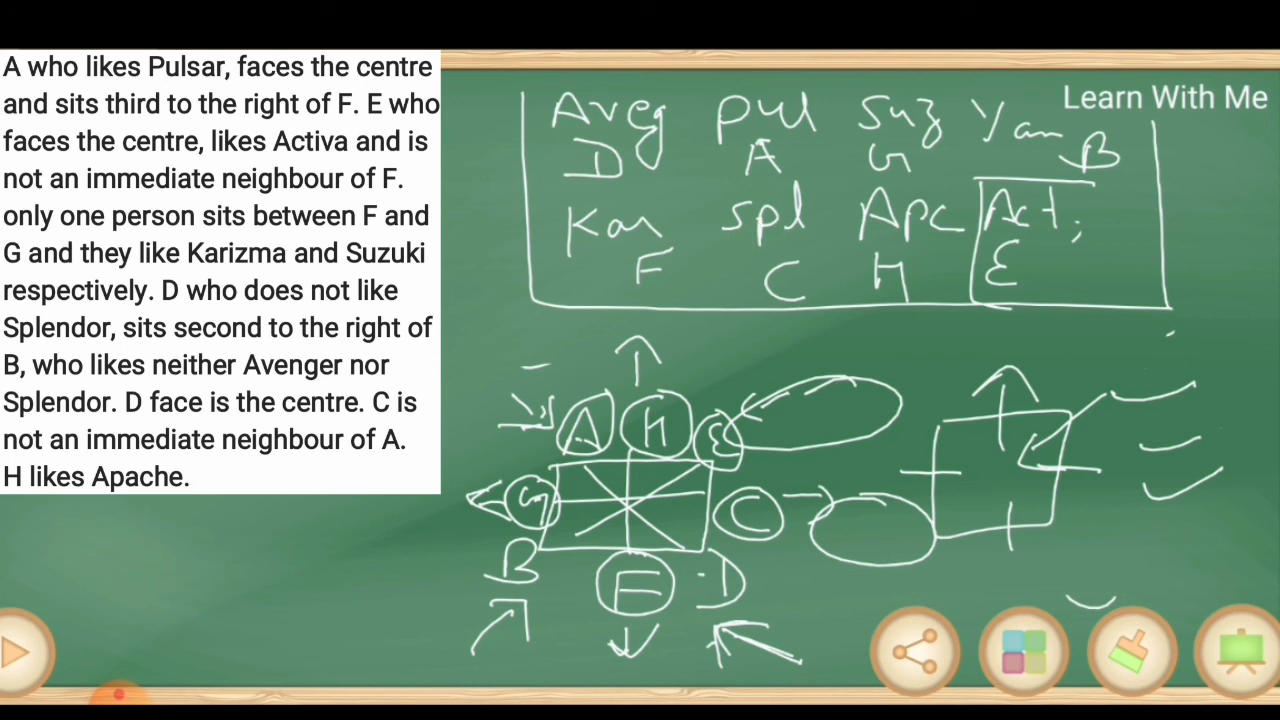 A who likes Pulsar, faces the centre
and sits third to the right of F. E who
faces the centre, likes Activa and is
not an immediate neighbour of F.
only one person sits between F and
G and they like Karizma and Suzuki
respectively. D who does not like
Splendor, sits second to the right of
B, who likes neither Avenger nor
Splendor. D face is the centre. C is
not an immediate neighbour of A.
H likes Apache.
Learn With Me
Aveg Pul Suz Yam
D A G B
Kar Spl Apc Acti
F C H E
A H E
G C
B F D